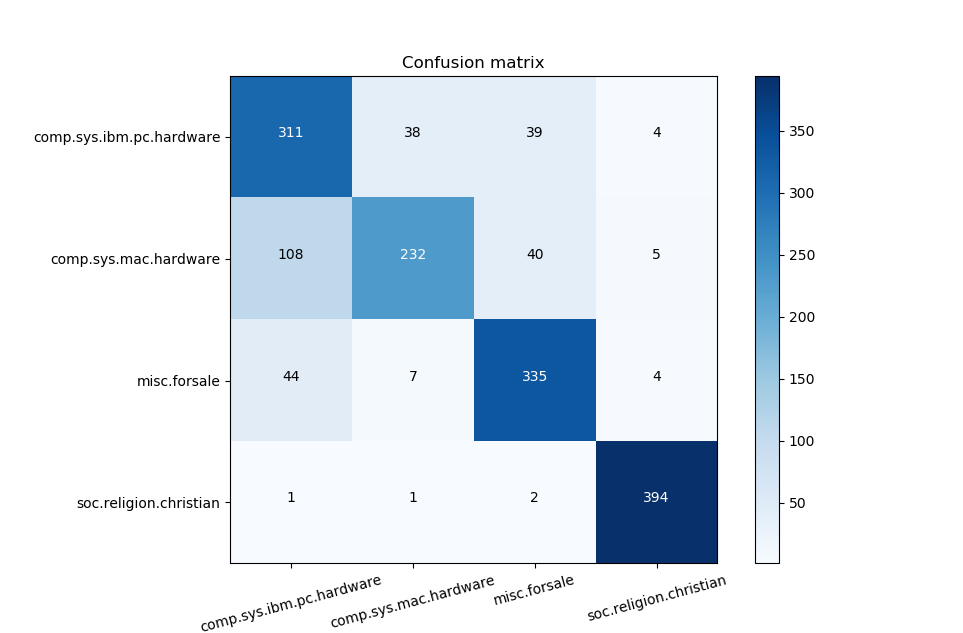 Confusion matrix
comp.sys.ibm.pc.hardware 311 38 39 4 350
300
comp.sys.mac.hardware 108 232 40 5 250
200
misc.forsale 44 7 335 4 150
100
soc.religion.christian 1 1 2 394 50
comp.sys.ibm.pc.hardware comp.sys.mac.hardware misc.forsale soc.religion.christian